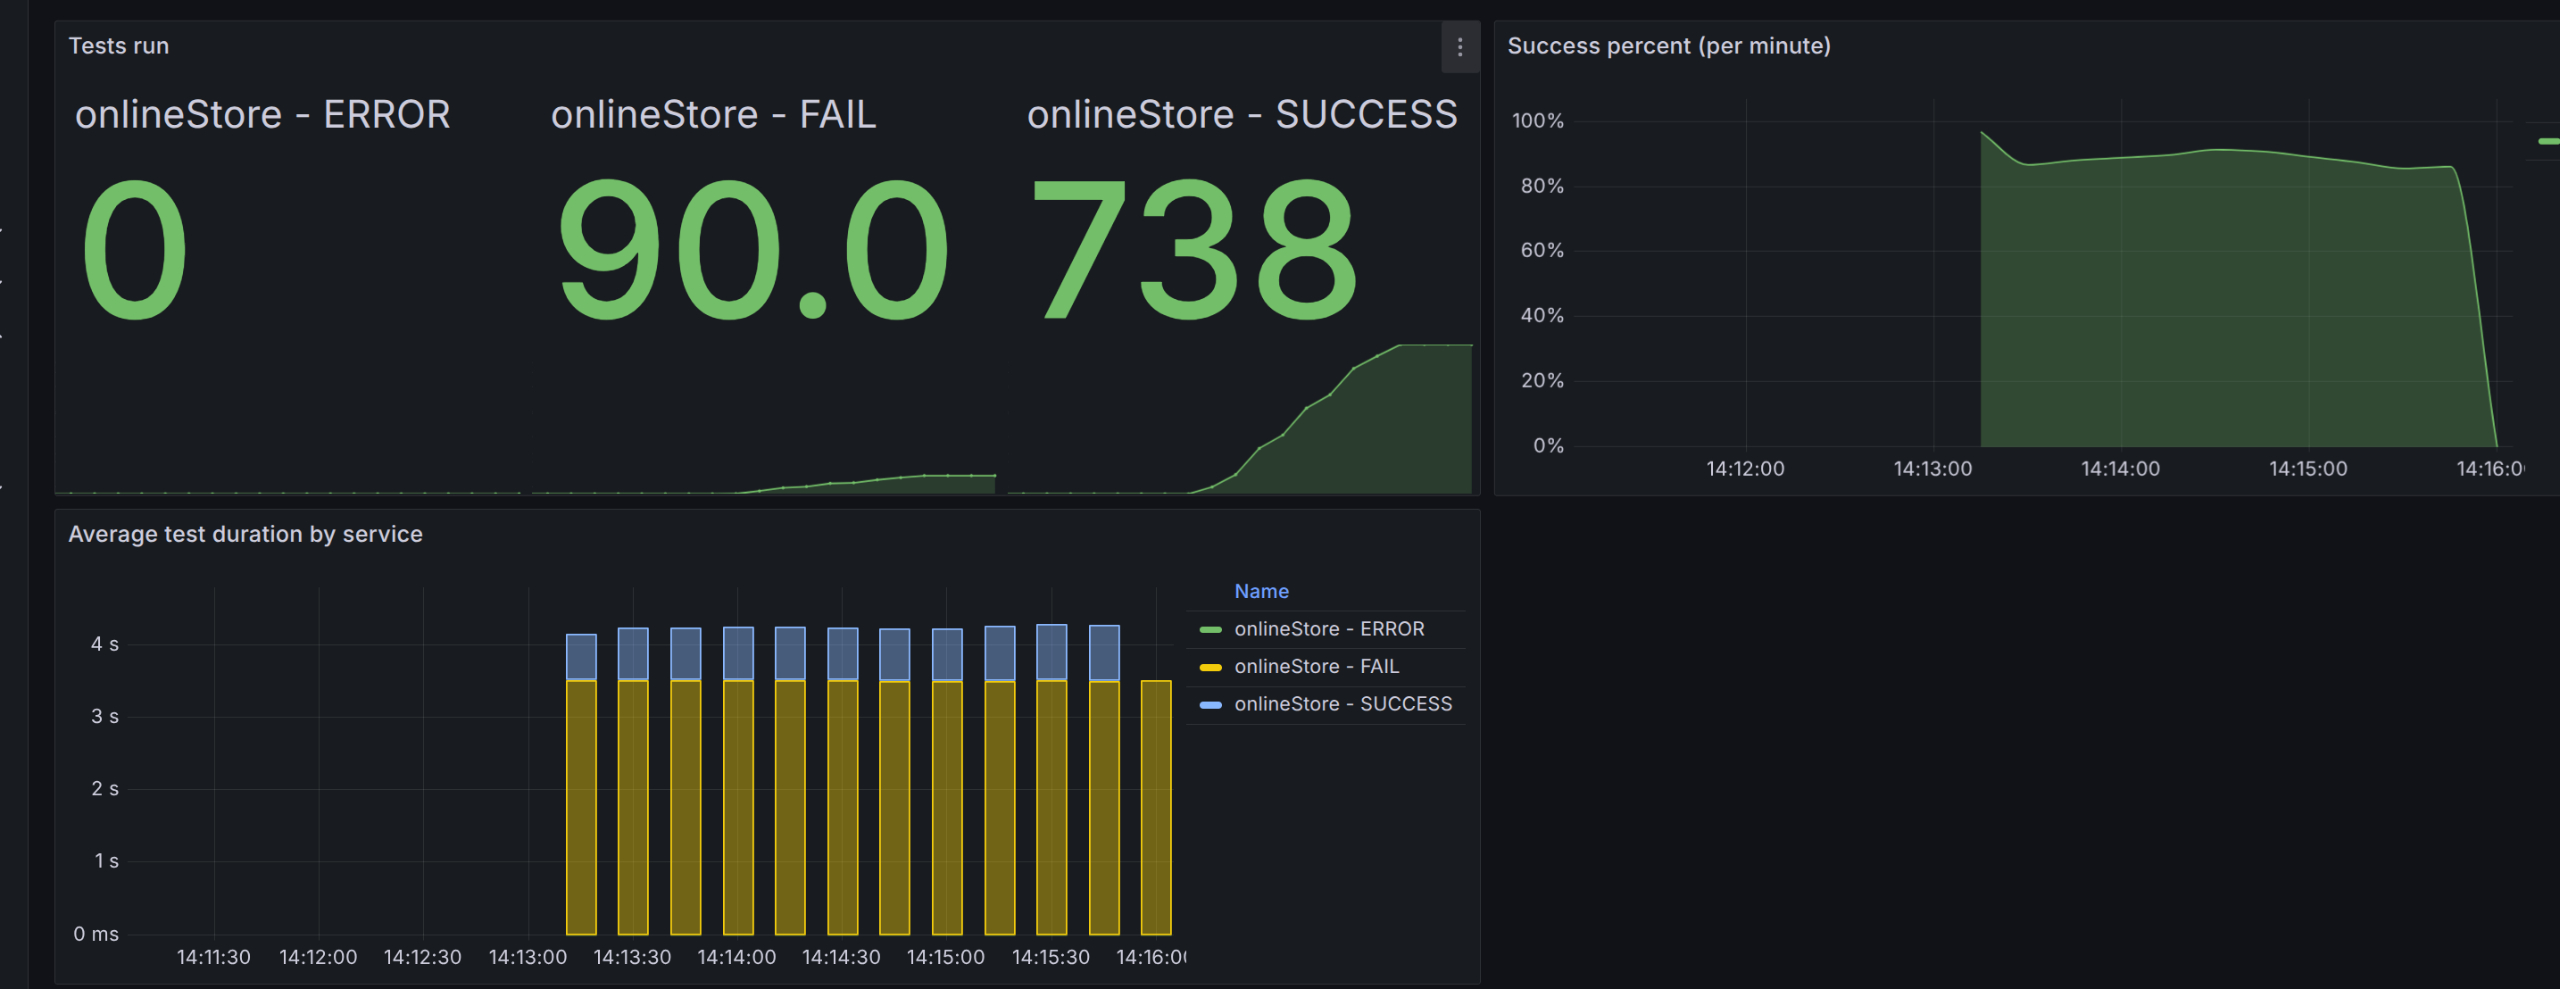 Tests run
onlineStore - ERROR
0
onlineStore - FAIL
90.0
onlineStore - SUCCESS
738
Success percent (per minute)
100%
80%
60%
40%
20%
0%
14:12:00 14:13:00 14:14:00 14:15:00 14:16:0
Average test duration by service
4 s
3 s
2 s
1 s
0 ms
14:11:30 14:12:00 14:12:30 14:13:00 14:13:30 14:14:00 14:14:30 14:15:00 14:15:30 14:16:0
Name
onlineStore - ERROR
onlineStore - FAIL
onlineStore - SUCCESS